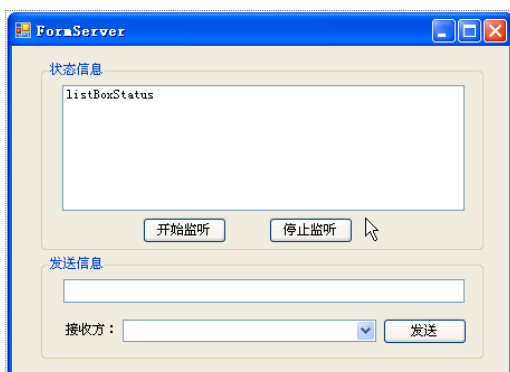 FormServer
状态信息
listBoxStatus
开始监听 停止监听
发送信息
接收方： 发送